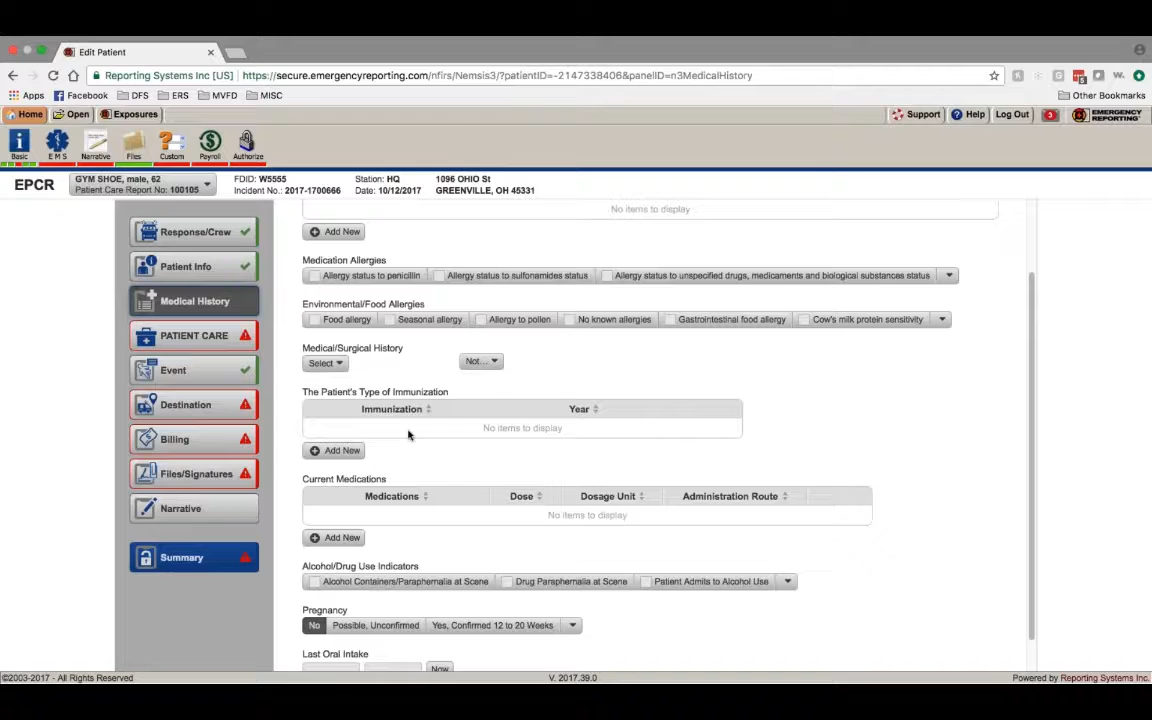 Edit Patient
Reporting Systems Inc [US] https://secure.emergencyreporting.com/nfirs/Nemsis3/?patientID=-2147338406&panelID=n3MedicalHistory
Apps Facebook DFS ERS MVFD MISC Other Bookmarks
Home Open Exposures Support Help Log Out 3 EMERGENCY REPORTING
Basic EMS Narrative Files Custom Payroll Authorize
EPCR
GYM SHOE, male, 62
Patient Care Report No: 100105
FDID: W5555
Incident No.: 2017-1700666
Station: HQ
Date: 10/12/2017
1096 OHIO St
GREENVILLE, OH 45331
Response/Crew
Patient Info
Medical History
PATIENT CARE
Event
Destination
Billing
Files/Signatures
Narrative
Summary
No items to display
Add New
Medication Allergies
Allergy status to penicillin Allergy status to sulfonamides status Allergy status to unspecified drugs, medicaments and biological substances status
Environmental/Food Allergies
Food allergy Seasonal allergy Allergy to pollen No known allergies Gastrointestinal food allergy Cow's milk protein sensitivity
Medical/Surgical History
Select Not...
The Patient's Type of Immunization
Immunization Year
No items to display
Add New
Current Medications
Medications Dose Dosage Unit Administration Route
No items to display
Add New
Alcohol/Drug Use Indicators
Alcohol Containers/Paraphernalia at Scene Drug Paraphernalia at Scene Patient Admits to Alcohol Use
Pregnancy
No Possible, Unconfirmed Yes, Confirmed 12 to 20 Weeks
Last Oral Intake
Now
©2003-2017 - All Rights Reserved V. 2017.39.0 Powered by Reporting Systems Inc.